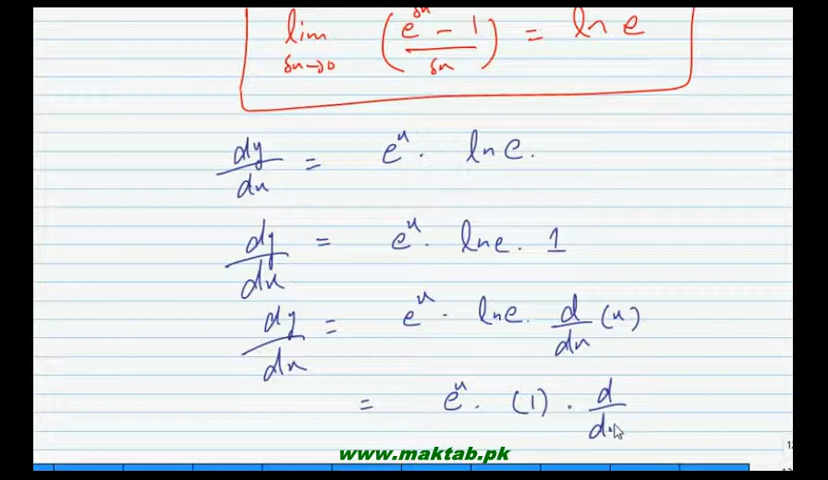 lim δx→0 (e^δx − 1 / δx) = ln e
dy/dx = e^x · ln e.
dy/dx = e^x · ln e · 1
dy/dx = e^x · ln e · d/dx (x)
= e^x · (1) · d/d
www.maktab.pk